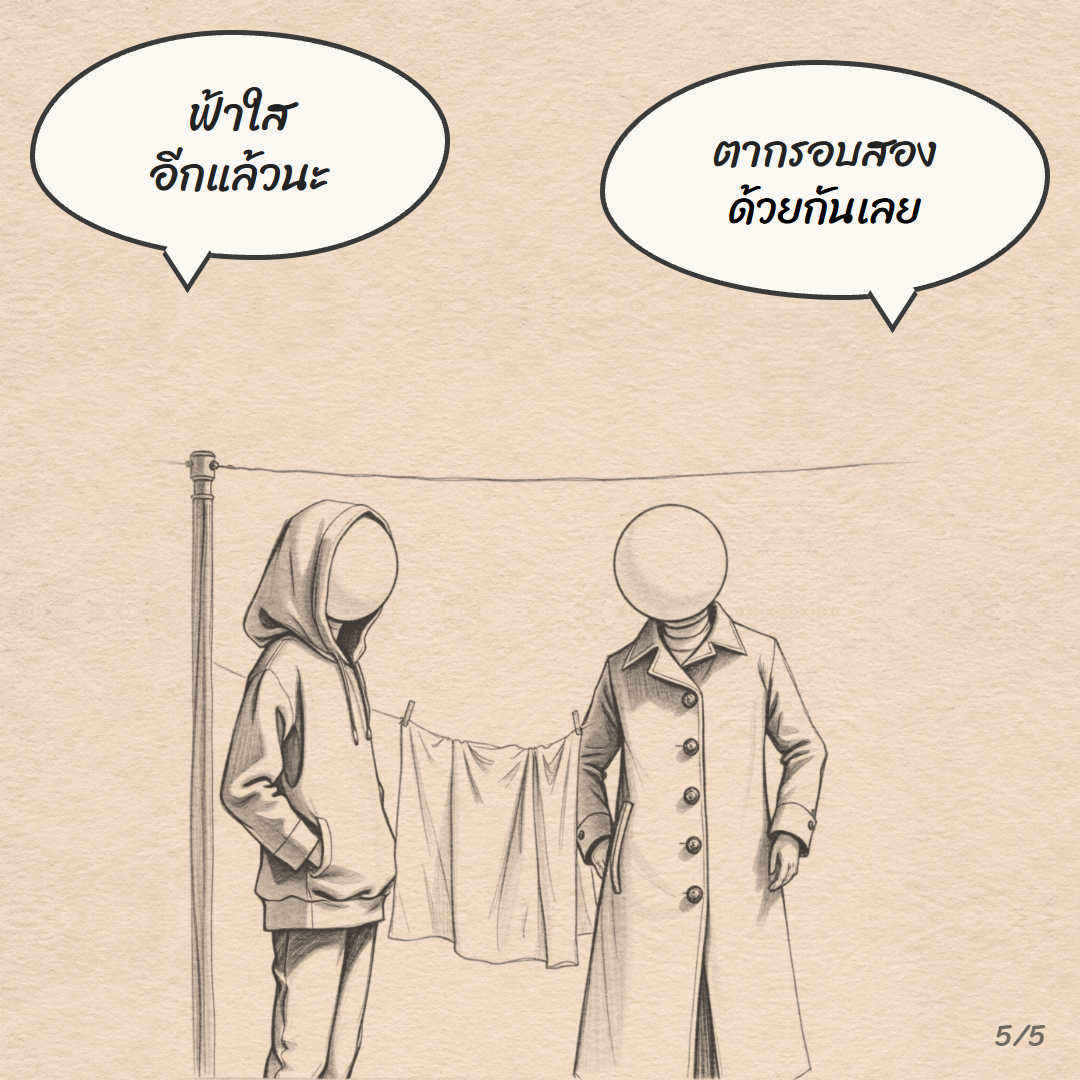 ฟ้าใส
อีกแล้วนะ
ตากรอบสอง
ด้วยกันเลย
5/5